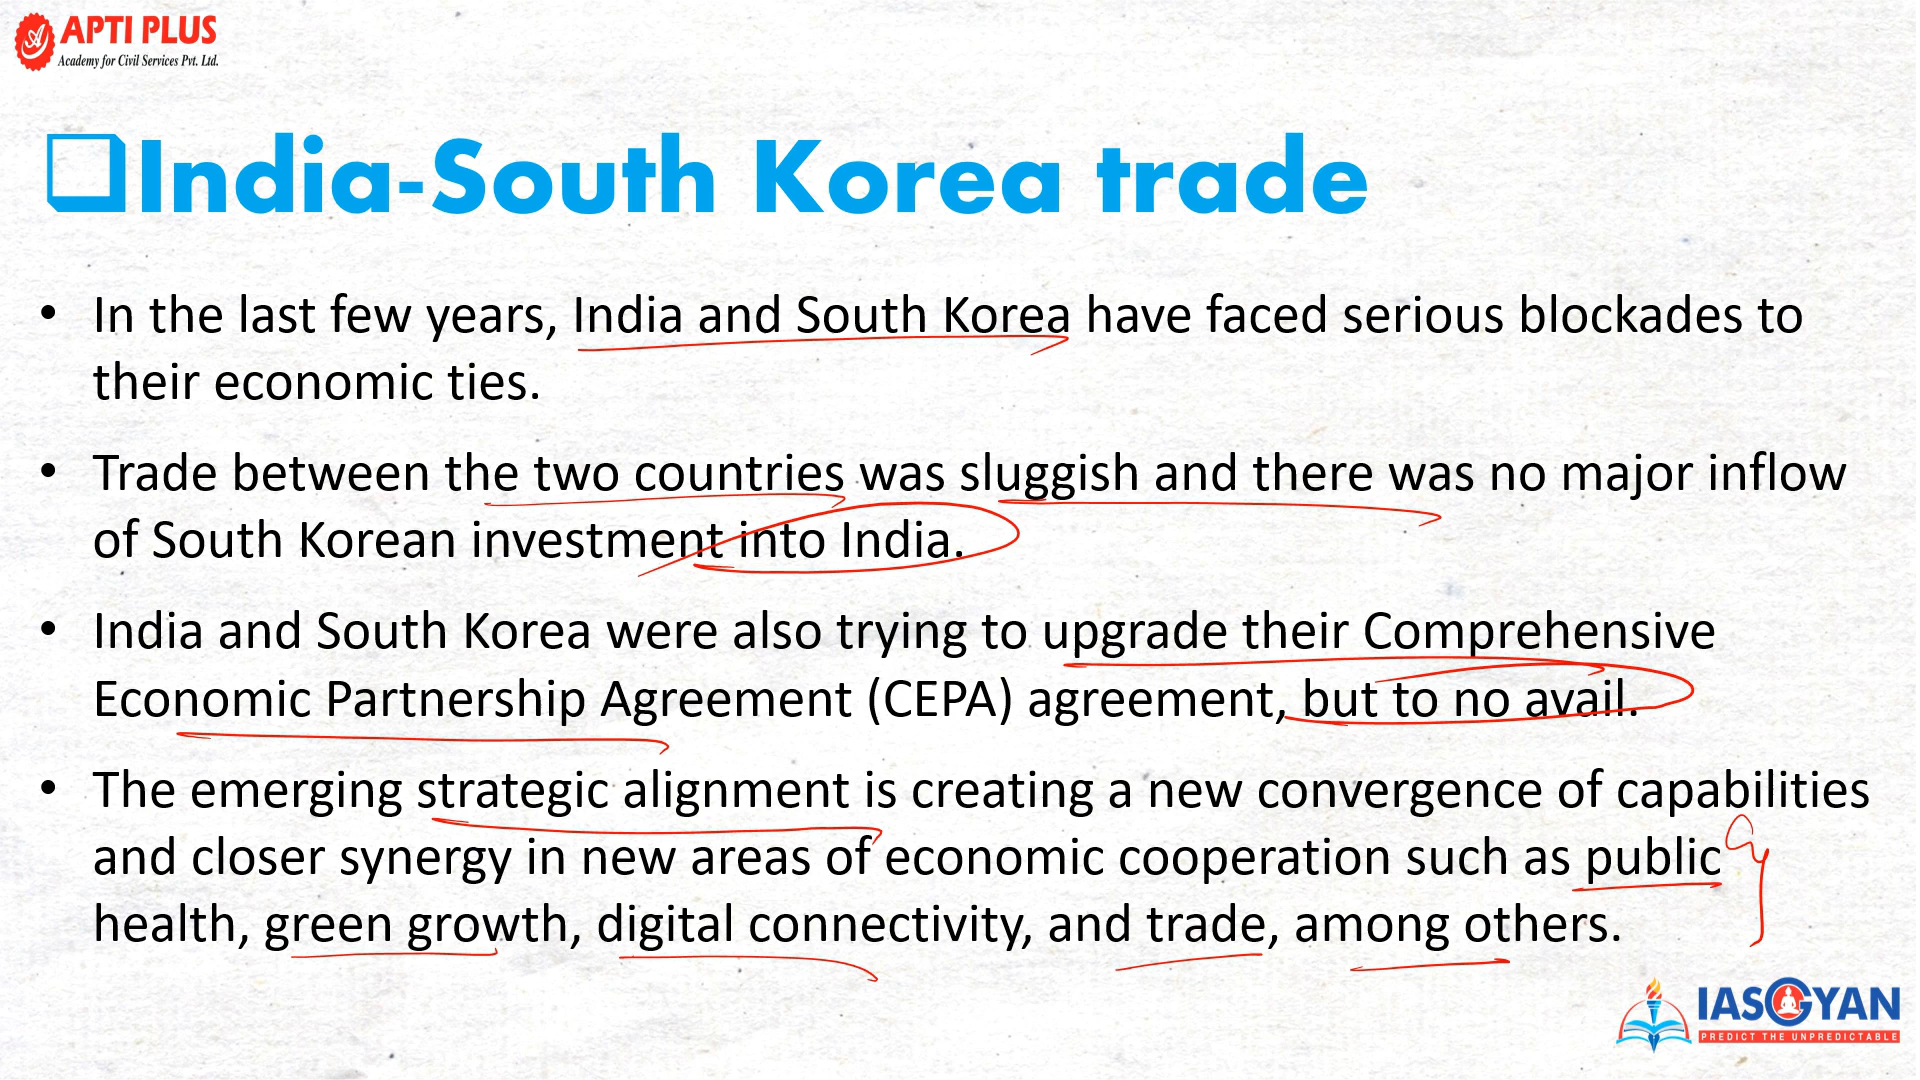 APTI PLUS
Academy for Civil Services Pvt. Ltd.
India-South Korea trade
• In the last few years, India and South Korea have faced serious blockades to
their economic ties.
• Trade between the two countries was sluggish and there was no major inflow
of South Korean investment into India.
• India and South Korea were also trying to upgrade their Comprehensive
Economic Partnership Agreement (CEPA) agreement, but to no avail.
• The emerging strategic alignment is creating a new convergence of capabilities
and closer synergy in new areas of economic cooperation such as public
health, green growth, digital connectivity, and trade, among others.
IASGYAN
PREDICT THE UNPREDICTABLE